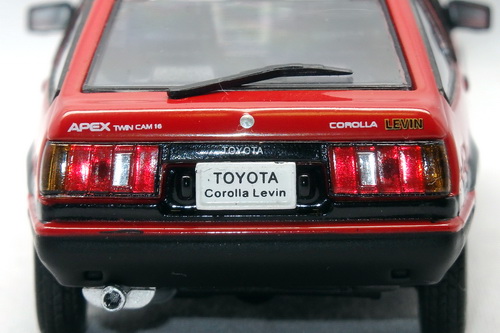 APEX TWIN CAM 16
COROLLA LEVIN
TOYOTA
TOYOTA
Corolla Levin